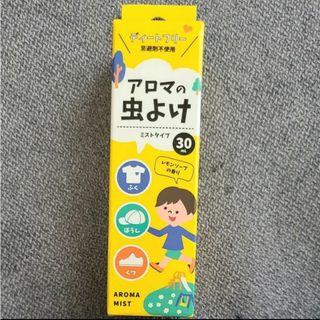 ディートフリー
忌避剤不使用
アロマの
虫よけ
ミストタイプ
30
mL
レモンソープ
の香り
ふく
ぼうし
くつ
AROMA
MIST